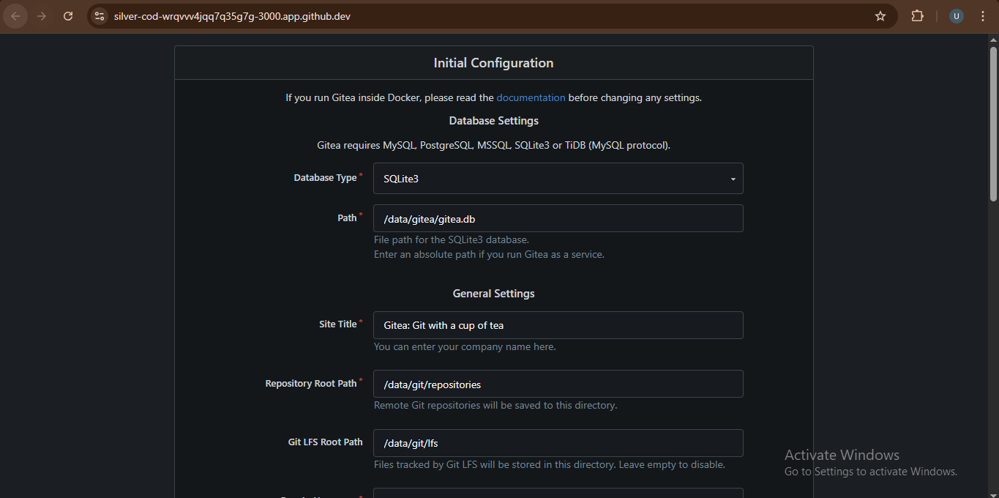 silver-cod-wrqvvv4jqq7q35g7g-3000.app.github.dev
U
Initial Configuration
If you run Gitea inside Docker, please read the documentation before changing any settings.
Database Settings
Gitea requires MySQL, PostgreSQL, MSSQL, SQLite3 or TiDB (MySQL protocol).
Database Type*
SQLite3
Path*
/data/gitea/gitea.db
File path for the SQLite3 database.
Enter an absolute path if you run Gitea as a service.
General Settings
Site Title*
Gitea: Git with a cup of tea
You can enter your company name here.
Repository Root Path*
/data/git/repositories
Remote Git repositories will be saved to this directory.
Git LFS Root Path
/data/git/lfs
Files tracked by Git LFS will be stored in this directory. Leave empty to disable.
Activate Windows
Go to Settings to activate Windows.